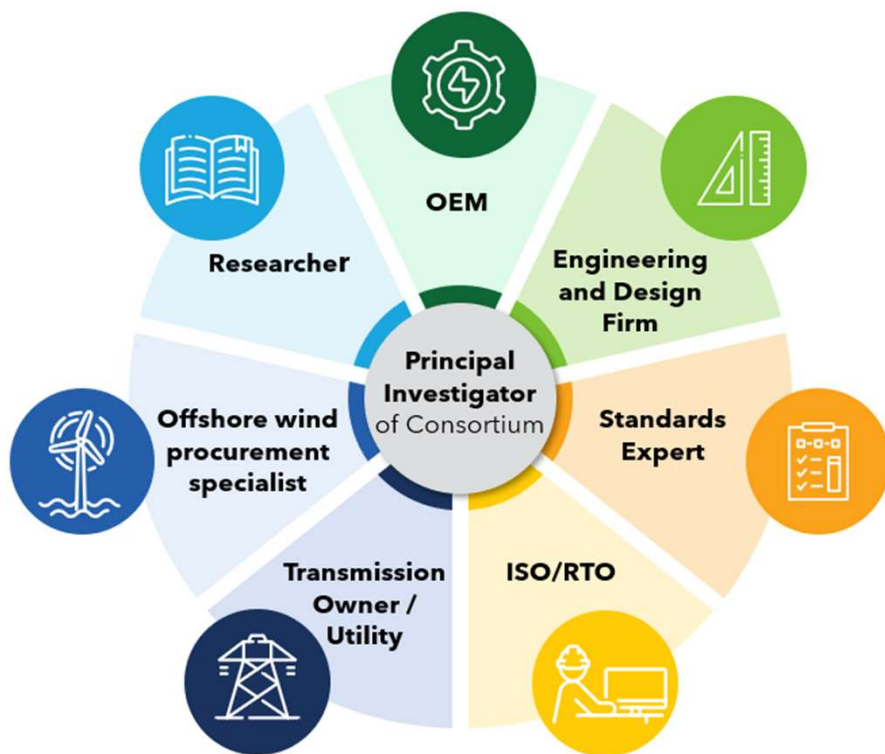 OEM
Engineering
and Design
Firm
Standards
Expert
ISO/RTO
Transmission
Owner /
Utility
Offshore wind
procurement
specialist
Researcher
Principal
Investigator
of Consortium